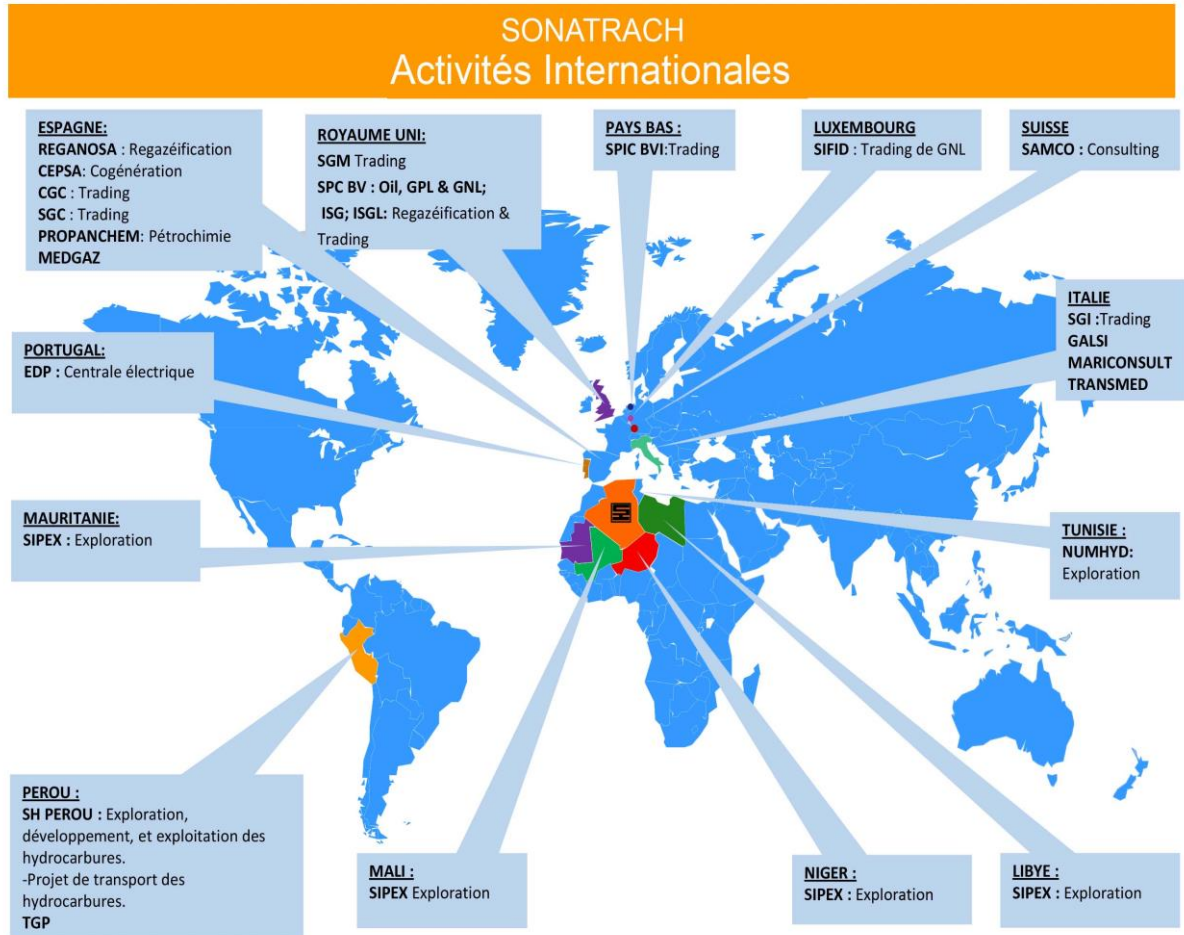 SONATRACH
Activités Internationales
ESPAGNE:
REGANOSA : Regazéification
CEPSA: Cogénération
CGC : Trading
SGC : Trading
PROPANCHEM: Pétrochimie
MEDGAZ
ROYAUME UNI:
SGM Trading
SPC BV : Oil, GPL & GNL;
ISG; ISGL: Regazéification &
Trading
PAYS BAS :
SPIC BVI:Trading
LUXEMBOURG
SIFID : Trading de GNL
SUISSE
SAMCO : Consulting
ITALIE
SGI :Trading
GALSI
MARICONSULT
TRANSMED
PORTUGAL:
EDP : Centrale électrique
MAURITANIE:
SIPEX : Exploration
TUNISIE :
NUMHYD:
Exploration
PEROU :
SH PEROU : Exploration,
développement, et exploitation des
hydrocarbures.
-Projet de transport des
hydrocarbures.
TGP
MALI :
SIPEX Exploration
NIGER :
SIPEX : Exploration
LIBYE :
SIPEX : Exploration